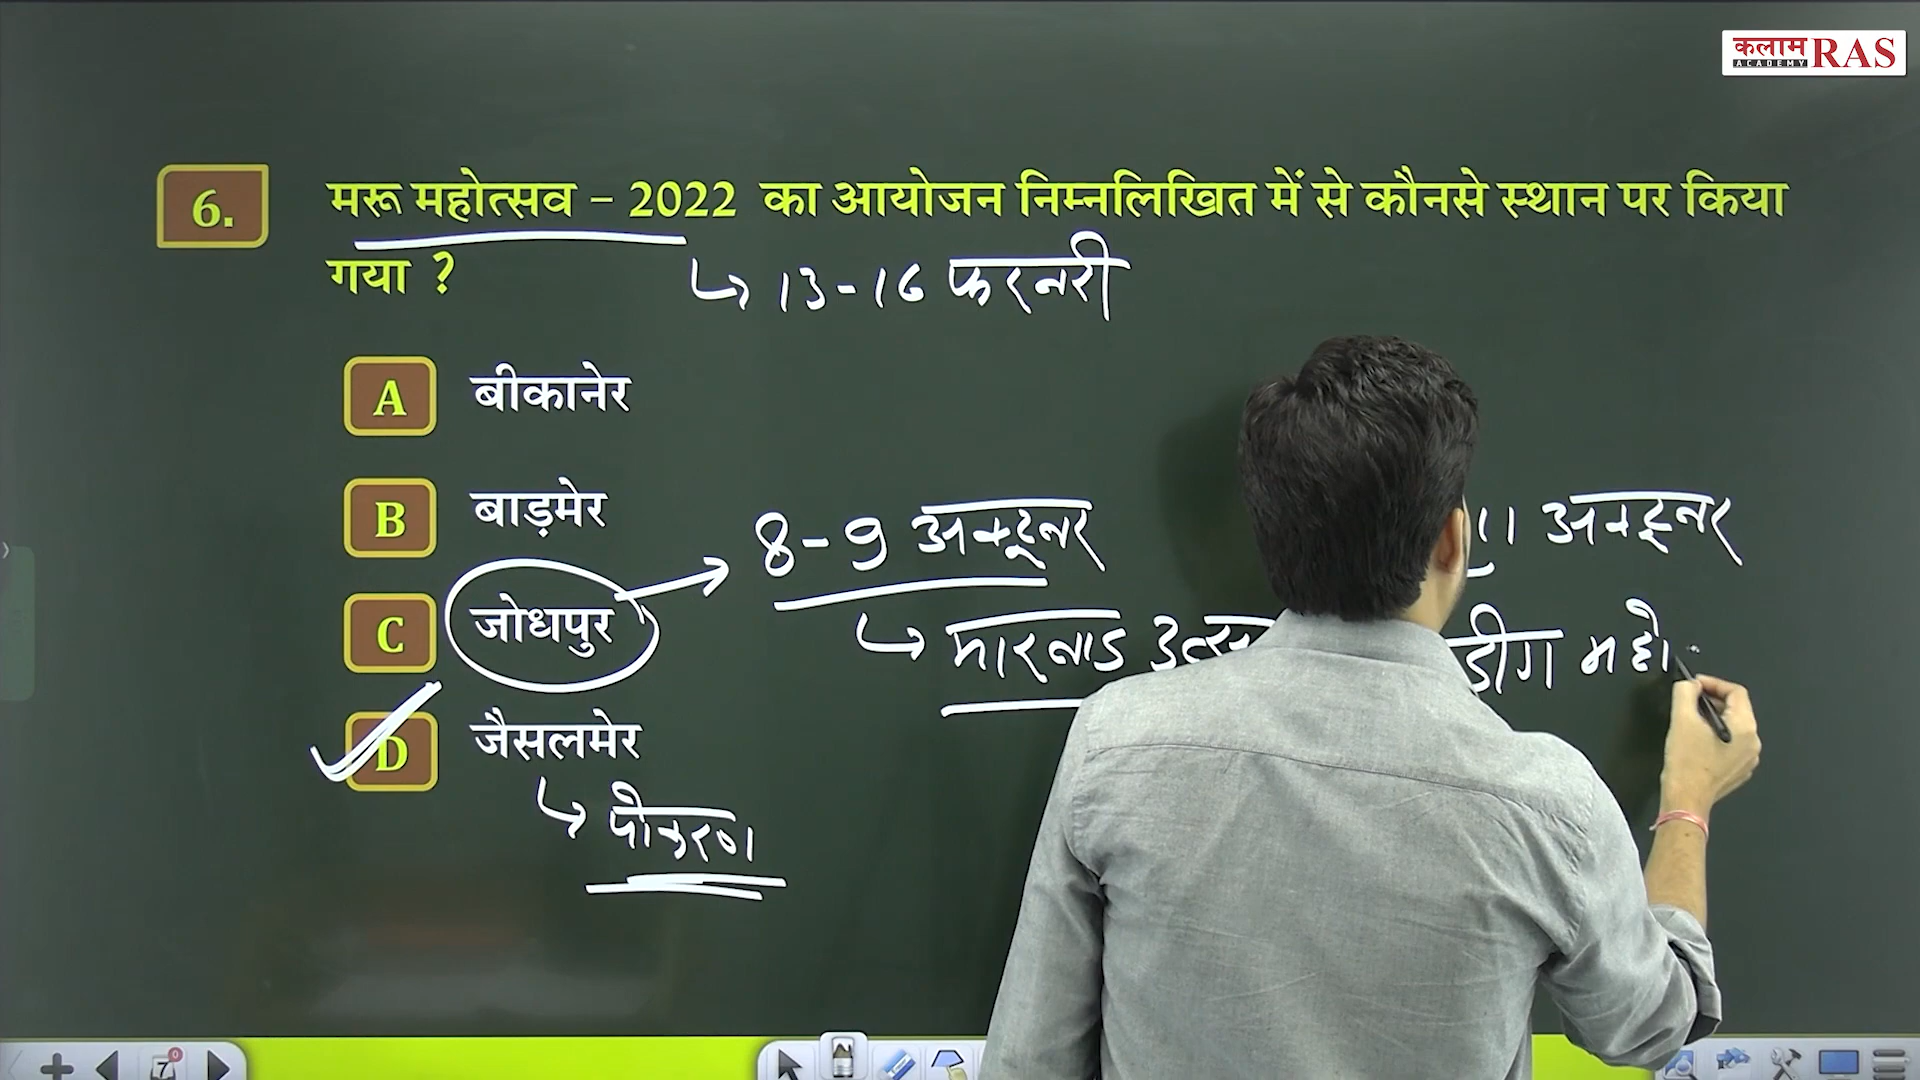 कलाम RAS
ACADEMY
6. मरू महोत्सव – 2022 का आयोजन निम्नलिखित में से कौनसे स्थान पर किया
गया ?
13-16 फरवरी
A बीकानेर
B बाड़मेर
8-9 अक्टूबर
11 अक्टूबर
C जोधपुर
मारवाड़
डीग महो
D जैसलमेर
पोकरण